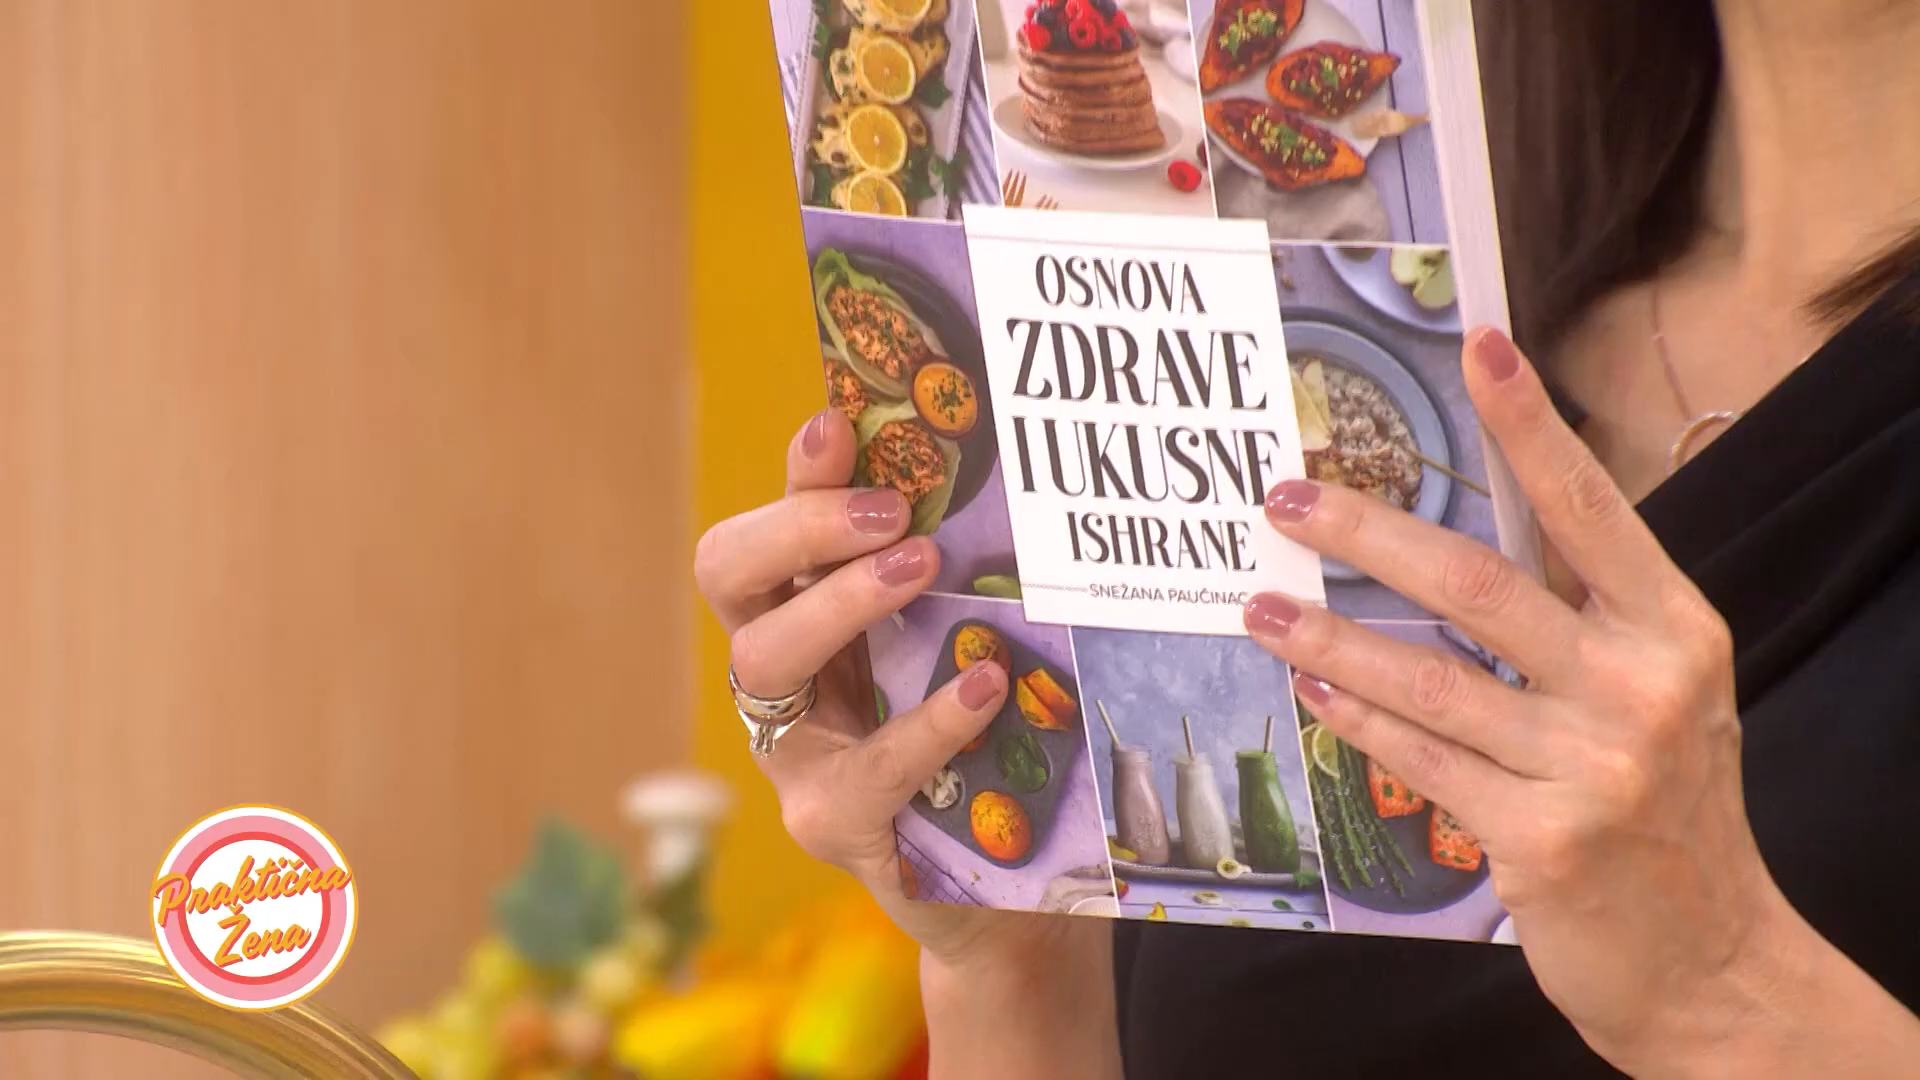 OSNOVA
ZDRAVE
I UKUSNE
ISHRANE
SNEŽANA PAUČINAC
Praktična
Žena